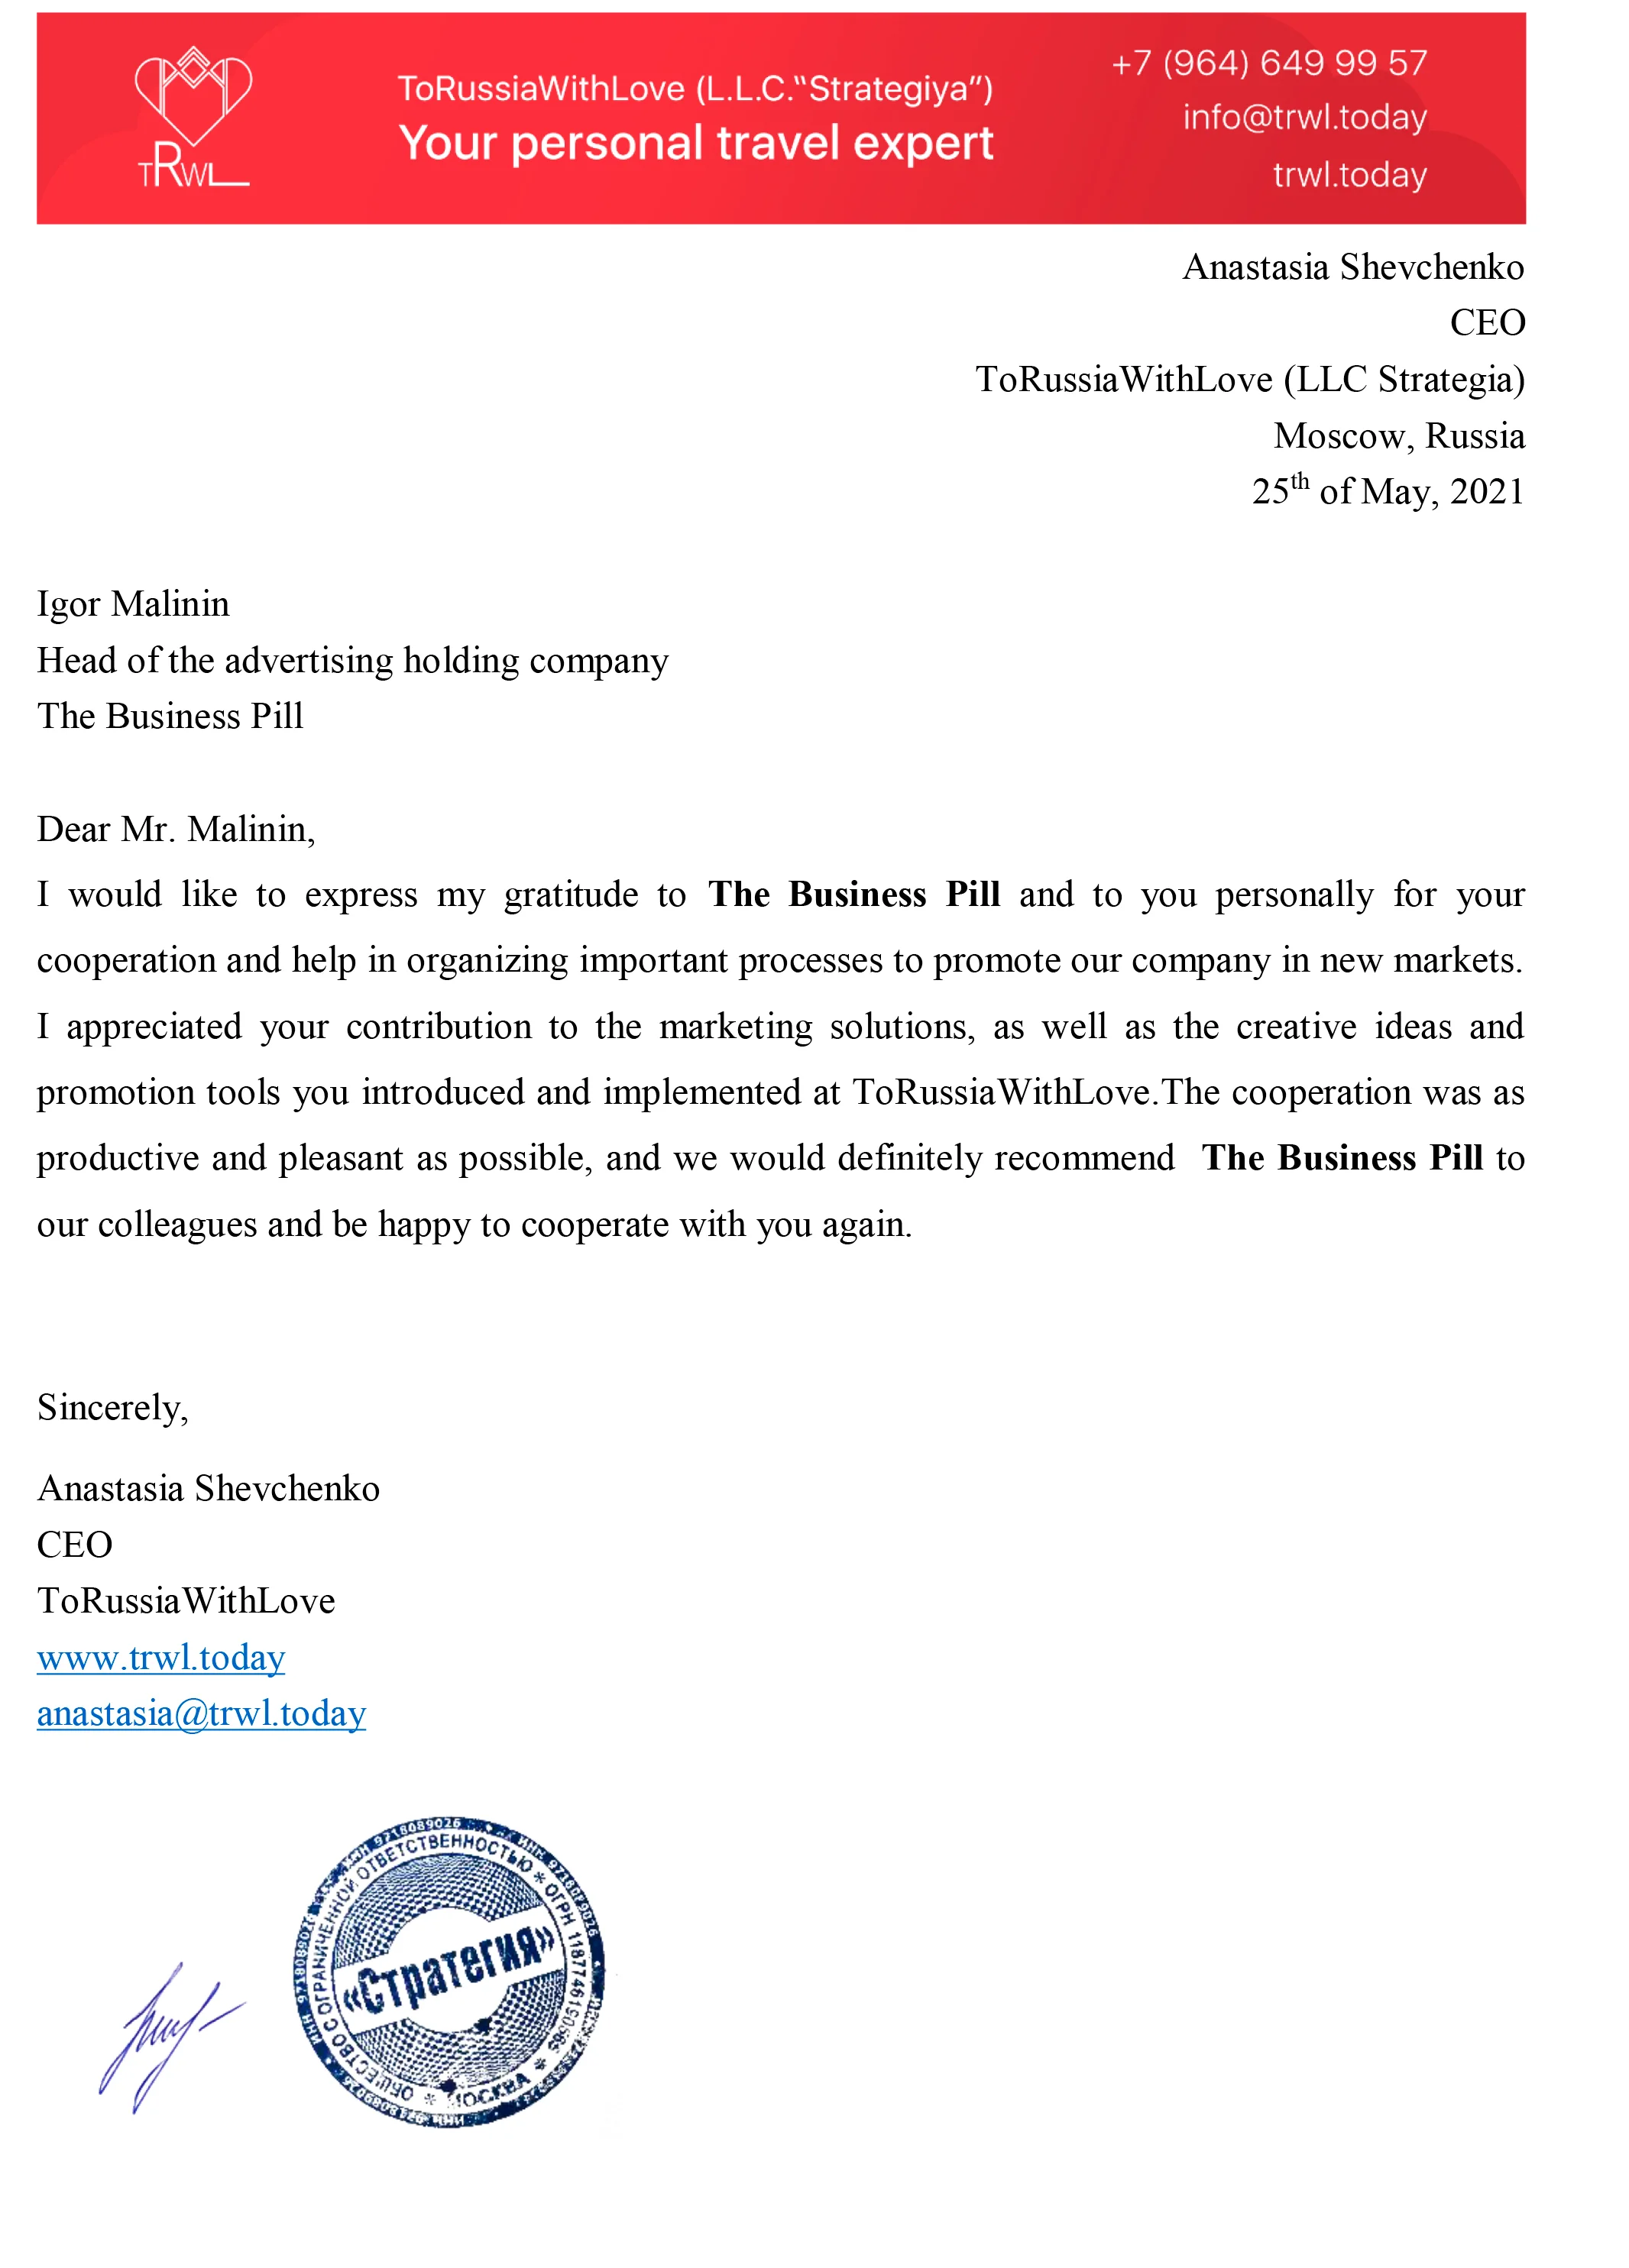 TRWL
ToRussiaWithLove (L.L.C."Strategiya")
Your personal travel expert
+7 (964) 649 99 57
info@trwl.today
trwl.today
Anastasia Shevchenko
CEO
ToRussiaWithLove (LLC Strategia)
Moscow, Russia
25th of May, 2021
Igor Malinin
Head of the advertising holding company
The Business Pill
Dear Mr. Malinin,
I would like to express my gratitude to The Business Pill and to you personally for your
cooperation and help in organizing important processes to promote our company in new markets.
I appreciated your contribution to the marketing solutions, as well as the creative ideas and
promotion tools you introduced and implemented at ToRussiaWithLove.The cooperation was as
productive and pleasant as possible, and we would definitely recommend The Business Pill to
our colleagues and be happy to cooperate with you again.
Sincerely,
Anastasia Shevchenko
CEO
ToRussiaWithLove
www.trwl.today
anastasia@trwl.today
ИНН 9718089026
ОБЩЕСТВО С ОГРАНИЧЕННОЙ ОТВЕТСТВЕННОСТЬЮ * ОГРН
* МОСКВА *
«Стратегия»